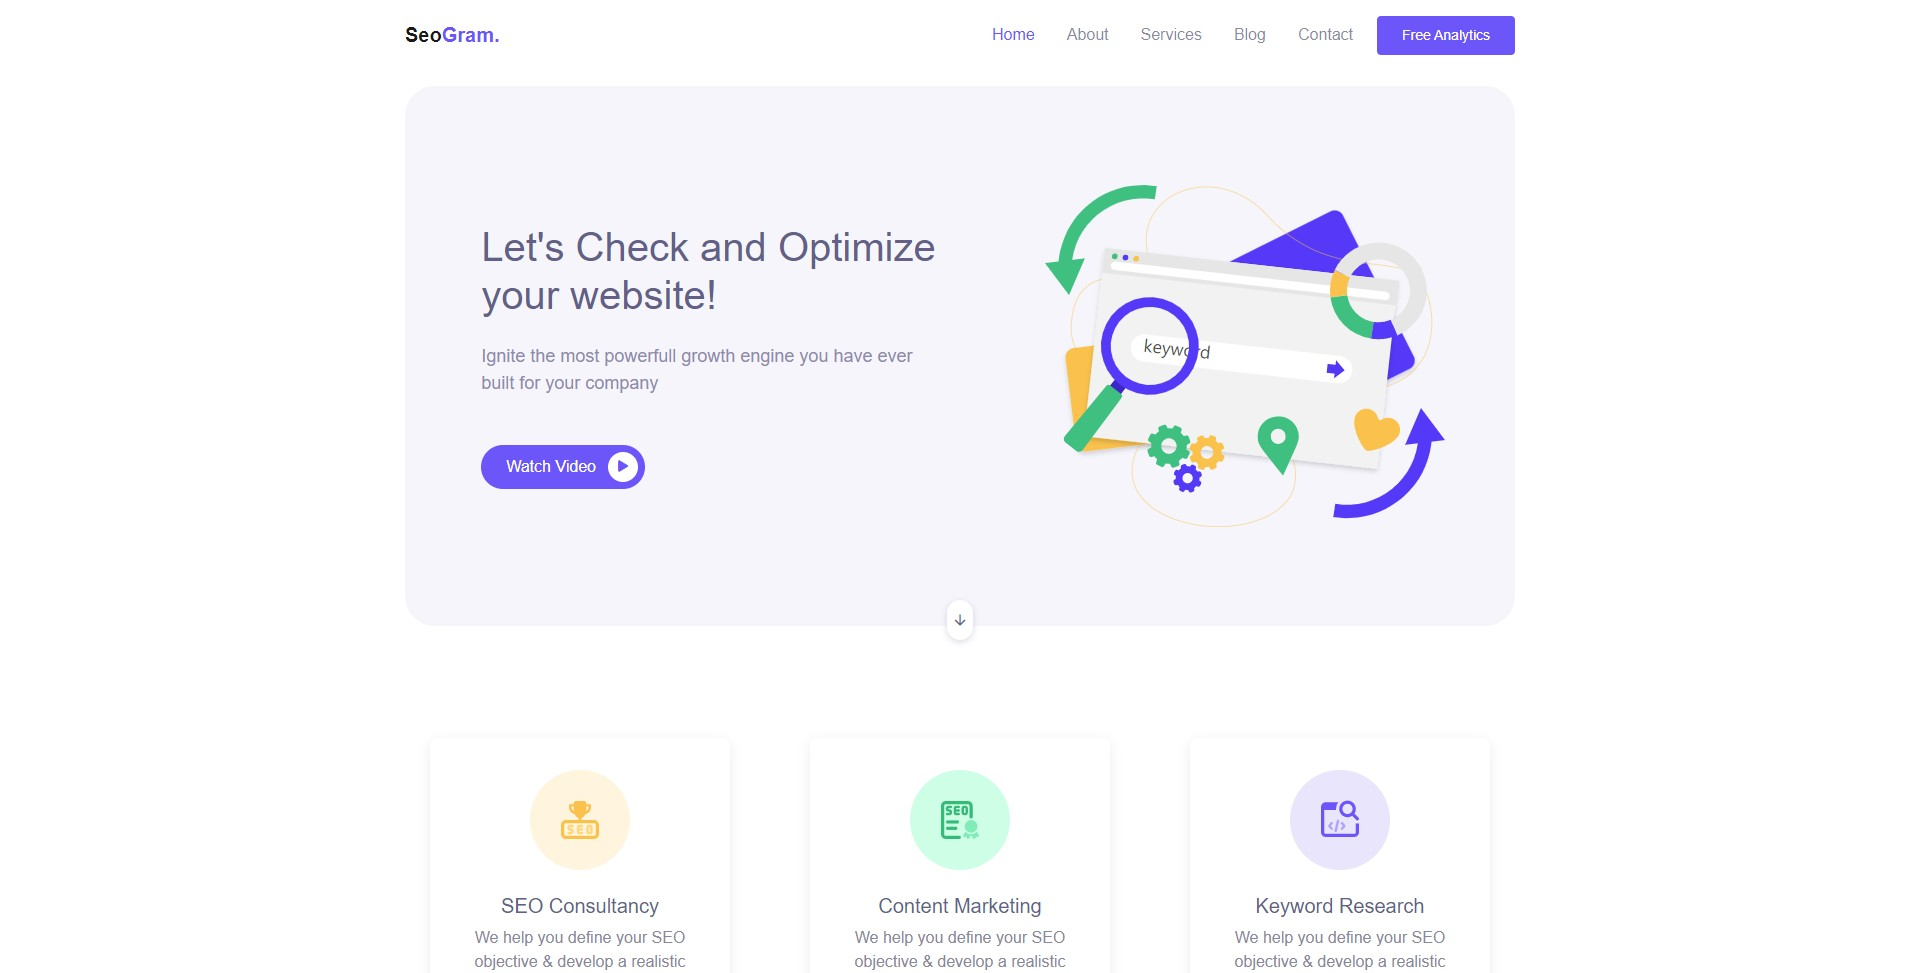 SeoGram.
Home About Services Blog Contact Free Analytics
Let's Check and Optimize
your website!
Ignite the most powerfull growth engine you have ever
built for your company
Watch Video
keyword
SEO
SEO
SEO Consultancy
We help you define your SEO
objective & develop a realistic
Content Marketing
We help you define your SEO
objective & develop a realistic
</>
Keyword Research
We help you define your SEO
objective & develop a realistic